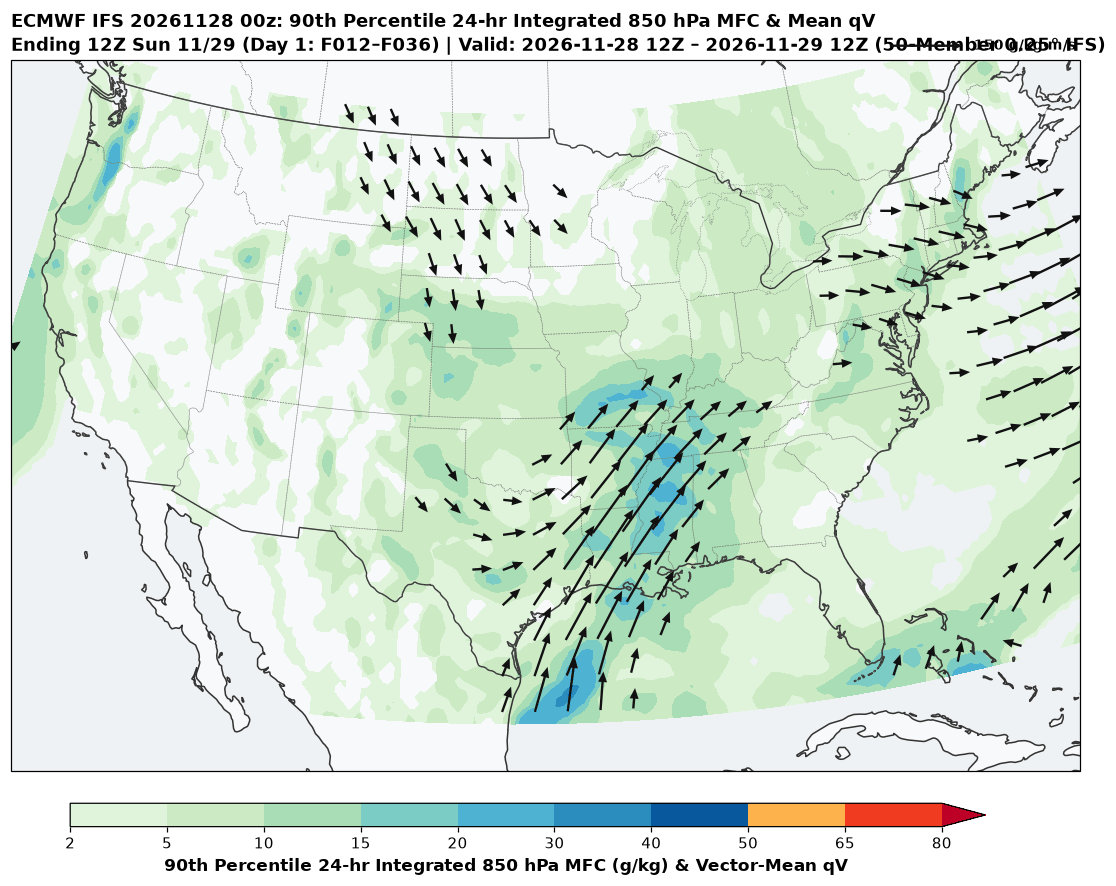 ECMWF IFS 20261128 00z: 90th Percentile 24-hr Integrated 850 hPa MFC & Mean qV
Ending 12Z Sun 11/29 (Day 1: F012–F036) | Valid: 2026-11-28 12Z – 2026-11-29 12Z (50-Member 0.25° IFS)
150 g/kg m/s
2 5 10 15 20 30 40 50 65 80
90th Percentile 24-hr Integrated 850 hPa MFC (g/kg) & Vector-Mean qV